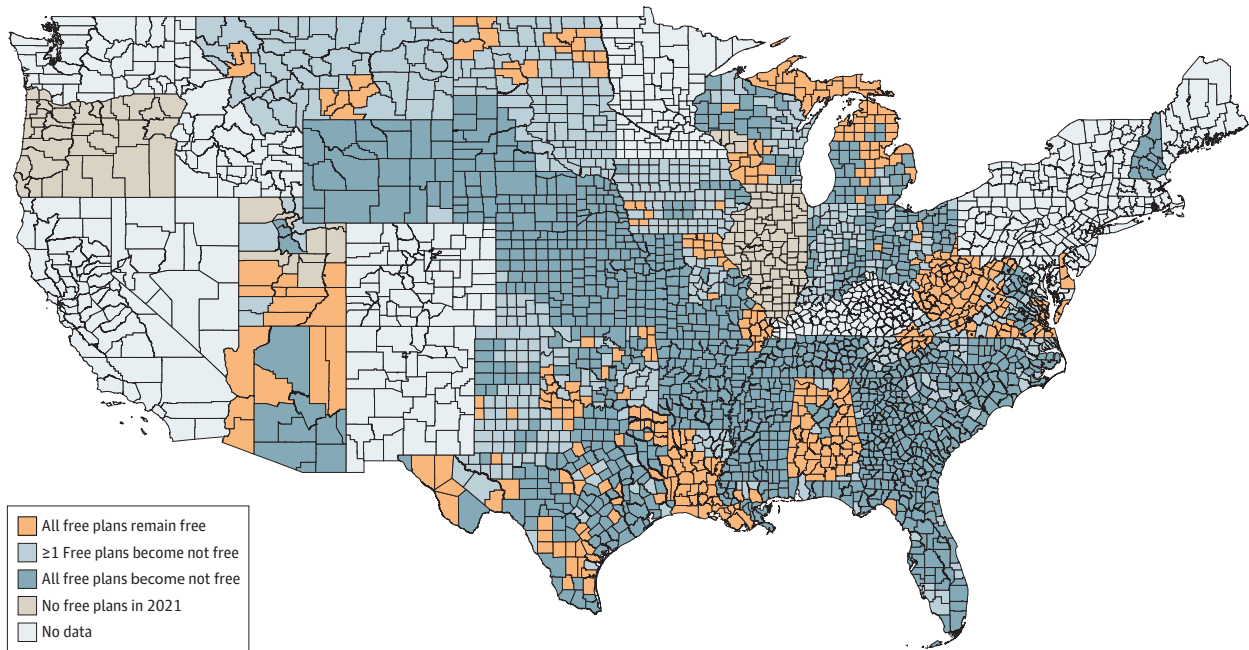 All free plans remain free
≥1 Free plans become not free
All free plans become not free
No free plans in 2021
No data